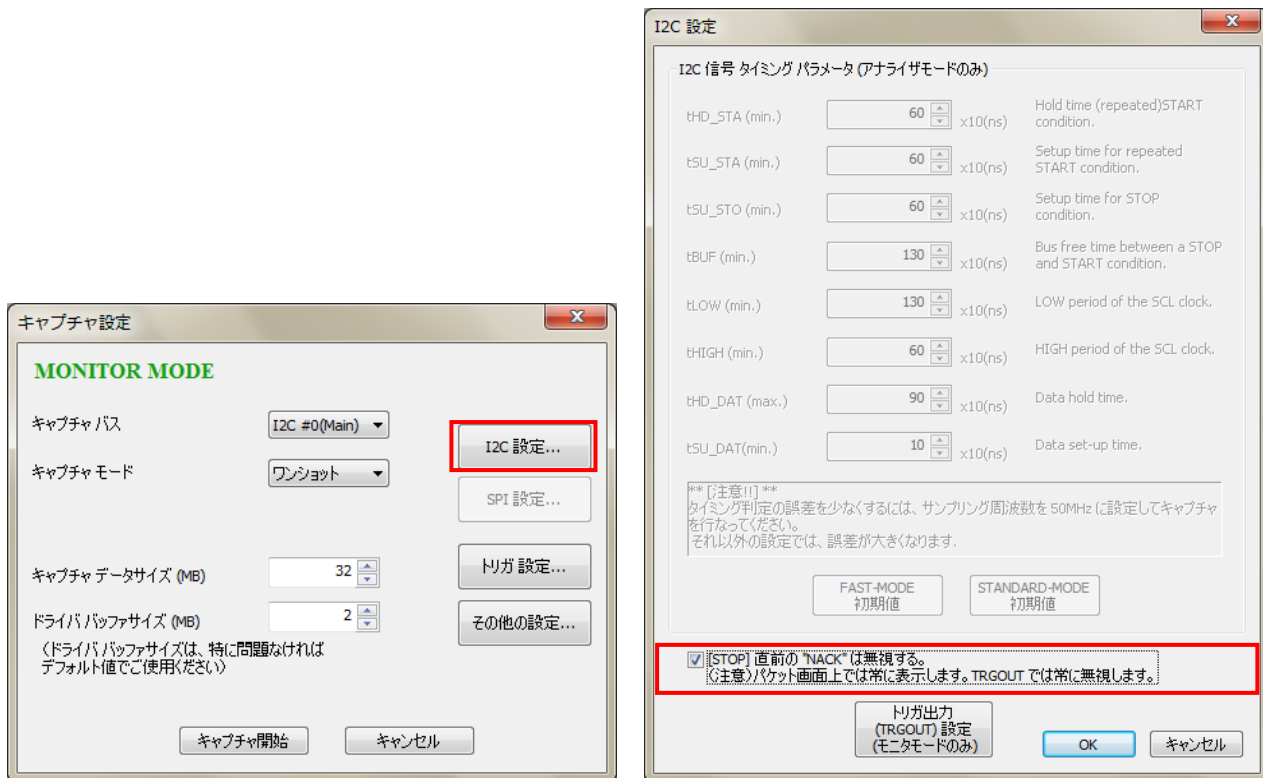 キャプチャ設定
MONITOR MODE
キャプチャ バス
I2C #0(Main)
I2C 設定...
キャプチャ モード
ワンショット
SPI 設定...
キャプチャ データサイズ (MB)
32
トリガ 設定...
ドライバ バッファサイズ (MB)
2
その他の設定...
(ドライバ バッファサイズは、特に問題なければ
デフォルト値でご使用ください)
キャプチャ開始
キャンセル
I2C 設定
I2C 信号 タイミング パラメータ (アナライザモードのみ)
tHD_STA (min.) 60 x10(ns) Hold time (repeated)START
condition.
tSU_STA (min.) 60 x10(ns) Setup time for repeated
START condition.
tSU_STO (min.) 60 x10(ns) Setup time for STOP
condition.
tBUF (min.) 130 x10(ns) Bus free time between a STOP
and START condition.
tLOW (min.) 130 x10(ns) LOW period of the SCL clock.
tHIGH (min.) 60 x10(ns) HIGH period of the SCL clock.
tHD_DAT (max.) 90 x10(ns) Data hold time.
tSU_DAT(min.) 10 x10(ns) Data set-up time.
** [注意!!] **
タイミング判定の誤差を少なくするには、サンプリング周波数を 50MHz に設定してキャプチャ
を行なってください。
それ以外の設定では、誤差が大きくなります.
FAST-MODE
初期値
STANDARD-MODE
初期値
[STOP] 直前の "NACK" は無視する。
(注意)パケット画面上では常に表示します。TRGOUT では常に無視します。
トリガ出力
(TRGOUT) 設定
(モニタモードのみ)
OK
キャンセル